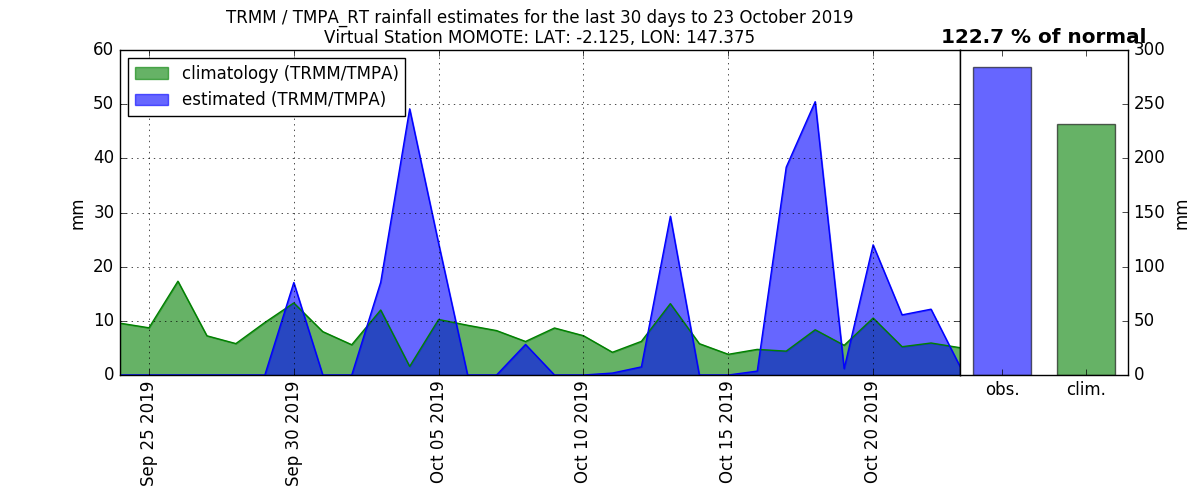 TRMM / TMPA_RT rainfall estimates for the last 30 days to 23 October 2019
Virtual Station MOMOTE: LAT: -2.125, LON: 147.375
122.7 % of normal
climatology (TRMM/TMPA)
estimated (TRMM/TMPA)
mm
60
50
40
30
20
10
0
Sep 25 2019
Sep 30 2019
Oct 05 2019
Oct 10 2019
Oct 15 2019
Oct 20 2019
obs.
clim.
300
250
200
150
100
50
0
mm